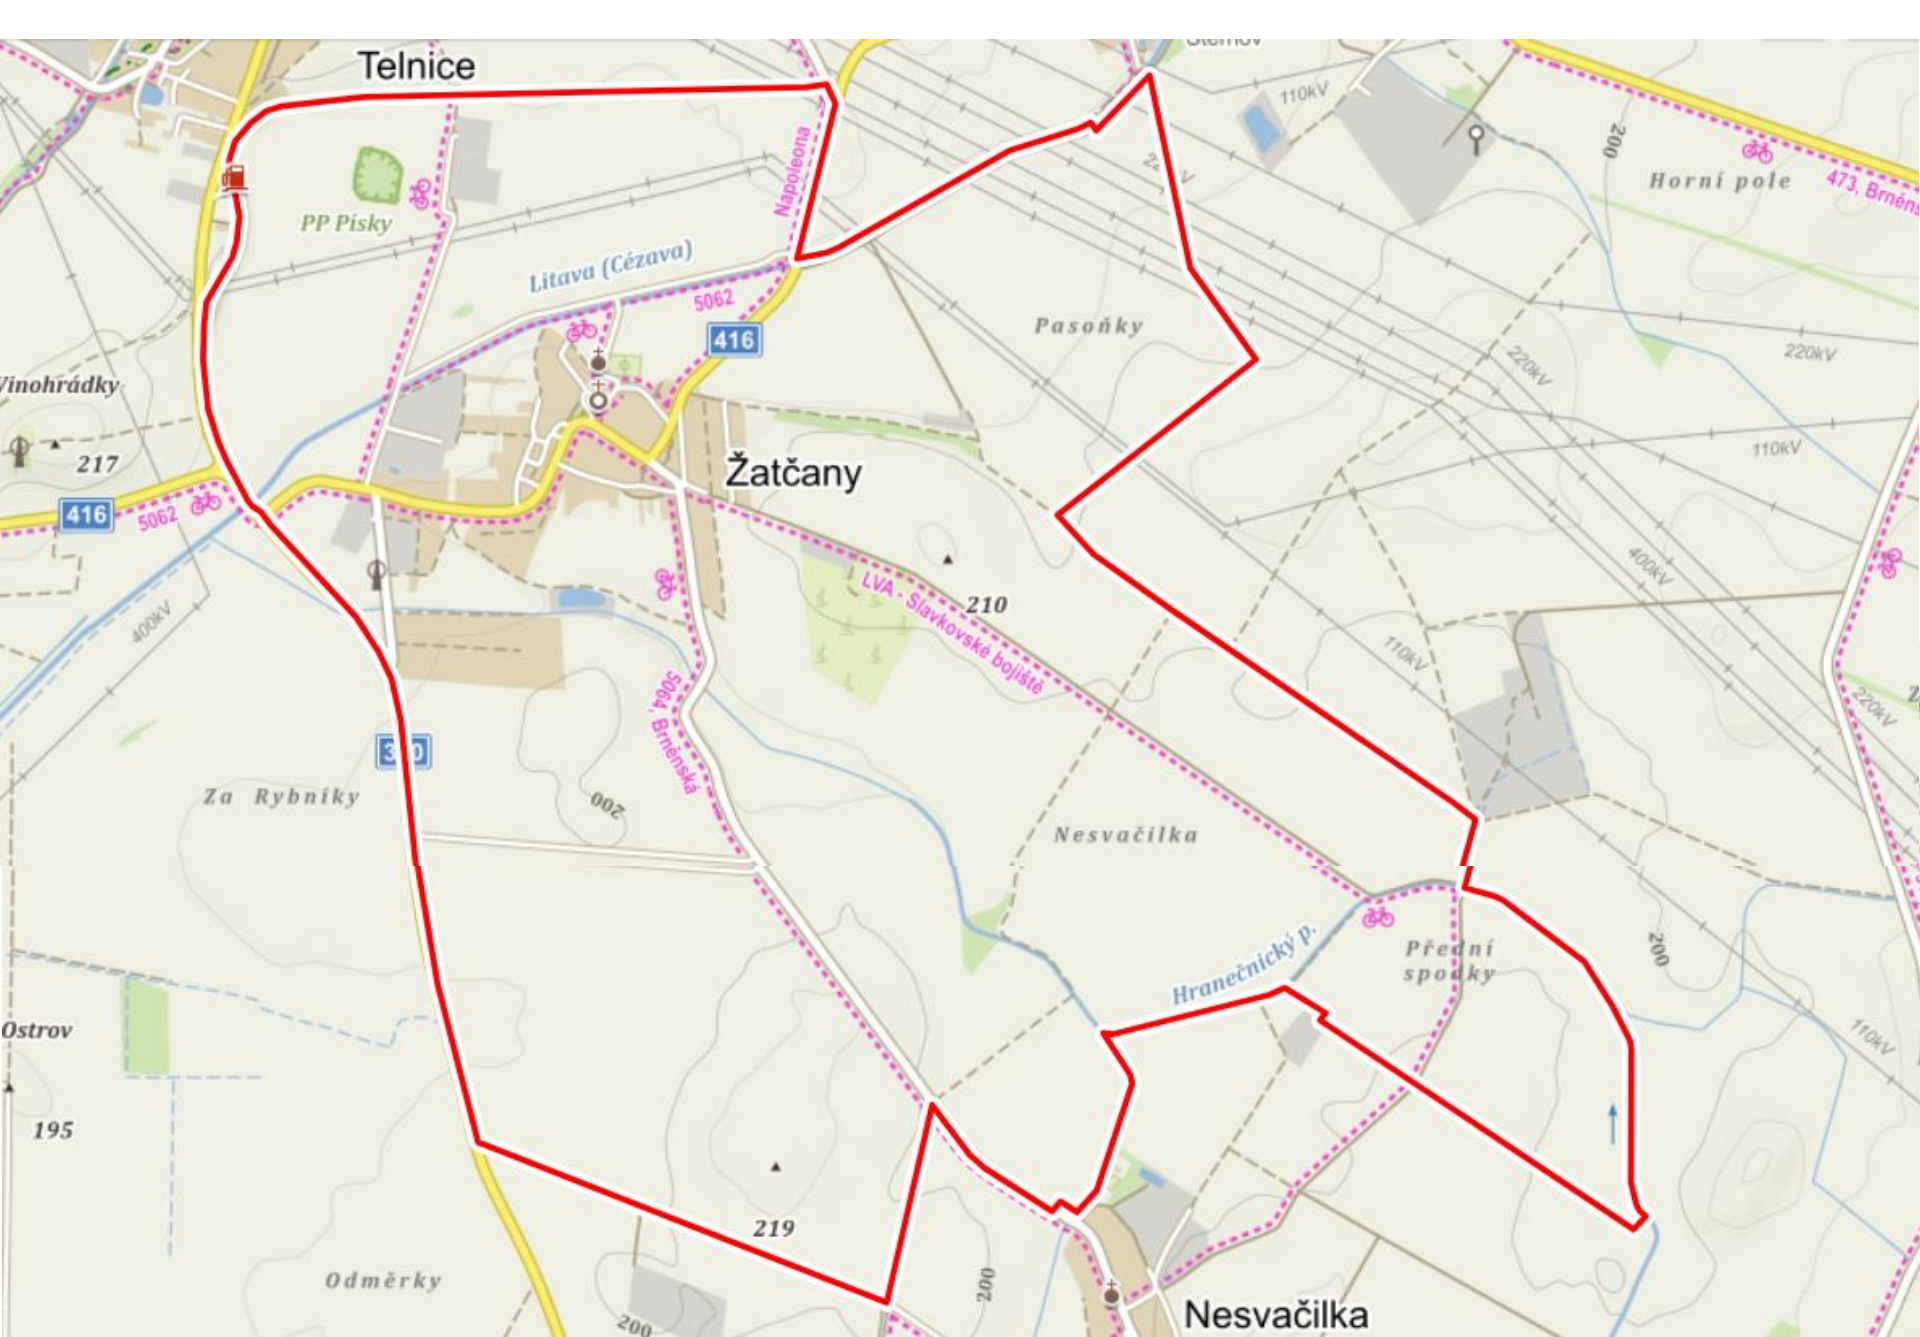 Telnice
110kV
200
Horní pole
473, Brněns
Napoleona
PP Písky
Litava (Cézava)
5062
416
Pasoňky
220kV
220kV
Vinohrádky
217
110kV
Žatčany
416
5062
400kV
LVA - Slavkovské bojiště
210
400kV
110kV
5064, Brněnská
220kV
Za Rybníky
200
Nesvačilka
Hranečnický p.
Přední
spodky
200
Ostrov
110kV
195
219
Odměrky
200
200
Nesvačilka